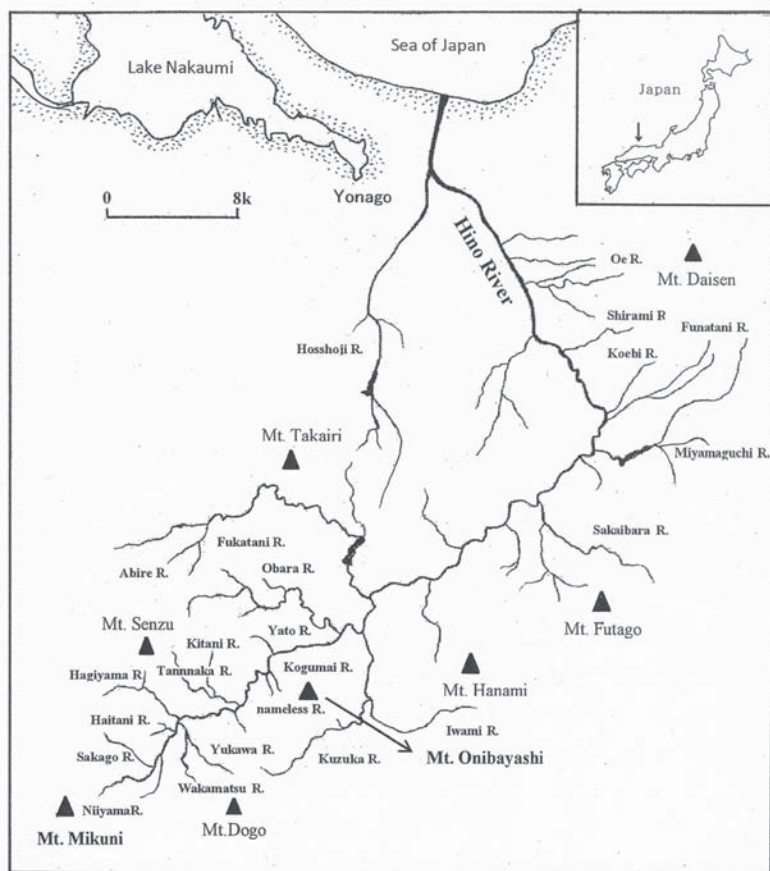 Sea of Japan
Lake Nakaumi
Japan
Yonago
0 8k
Hino River
Oe R.
Mt. Daisen
Shirami R
Funatani R.
Hosshoji R.
Koebi R.
Mt. Takairi
Miyamaguchi R.
Sakaibara R.
Fukatani R.
Abire R.
Obara R.
Mt. Futago
Mt. Senzu
Yato R.
Kitani R.
Hagiyama R.
Tannnaka R.
Kogumai R.
Mt. Hanami
nameless R.
Haitani R.
Iwami R.
Yukawa R.
Sakago R.
Kuzuka R.
Mt. Onibayashi
Wakamatsu R.
NiiyamaR.
Mt. Mikuni
Mt.Dogo